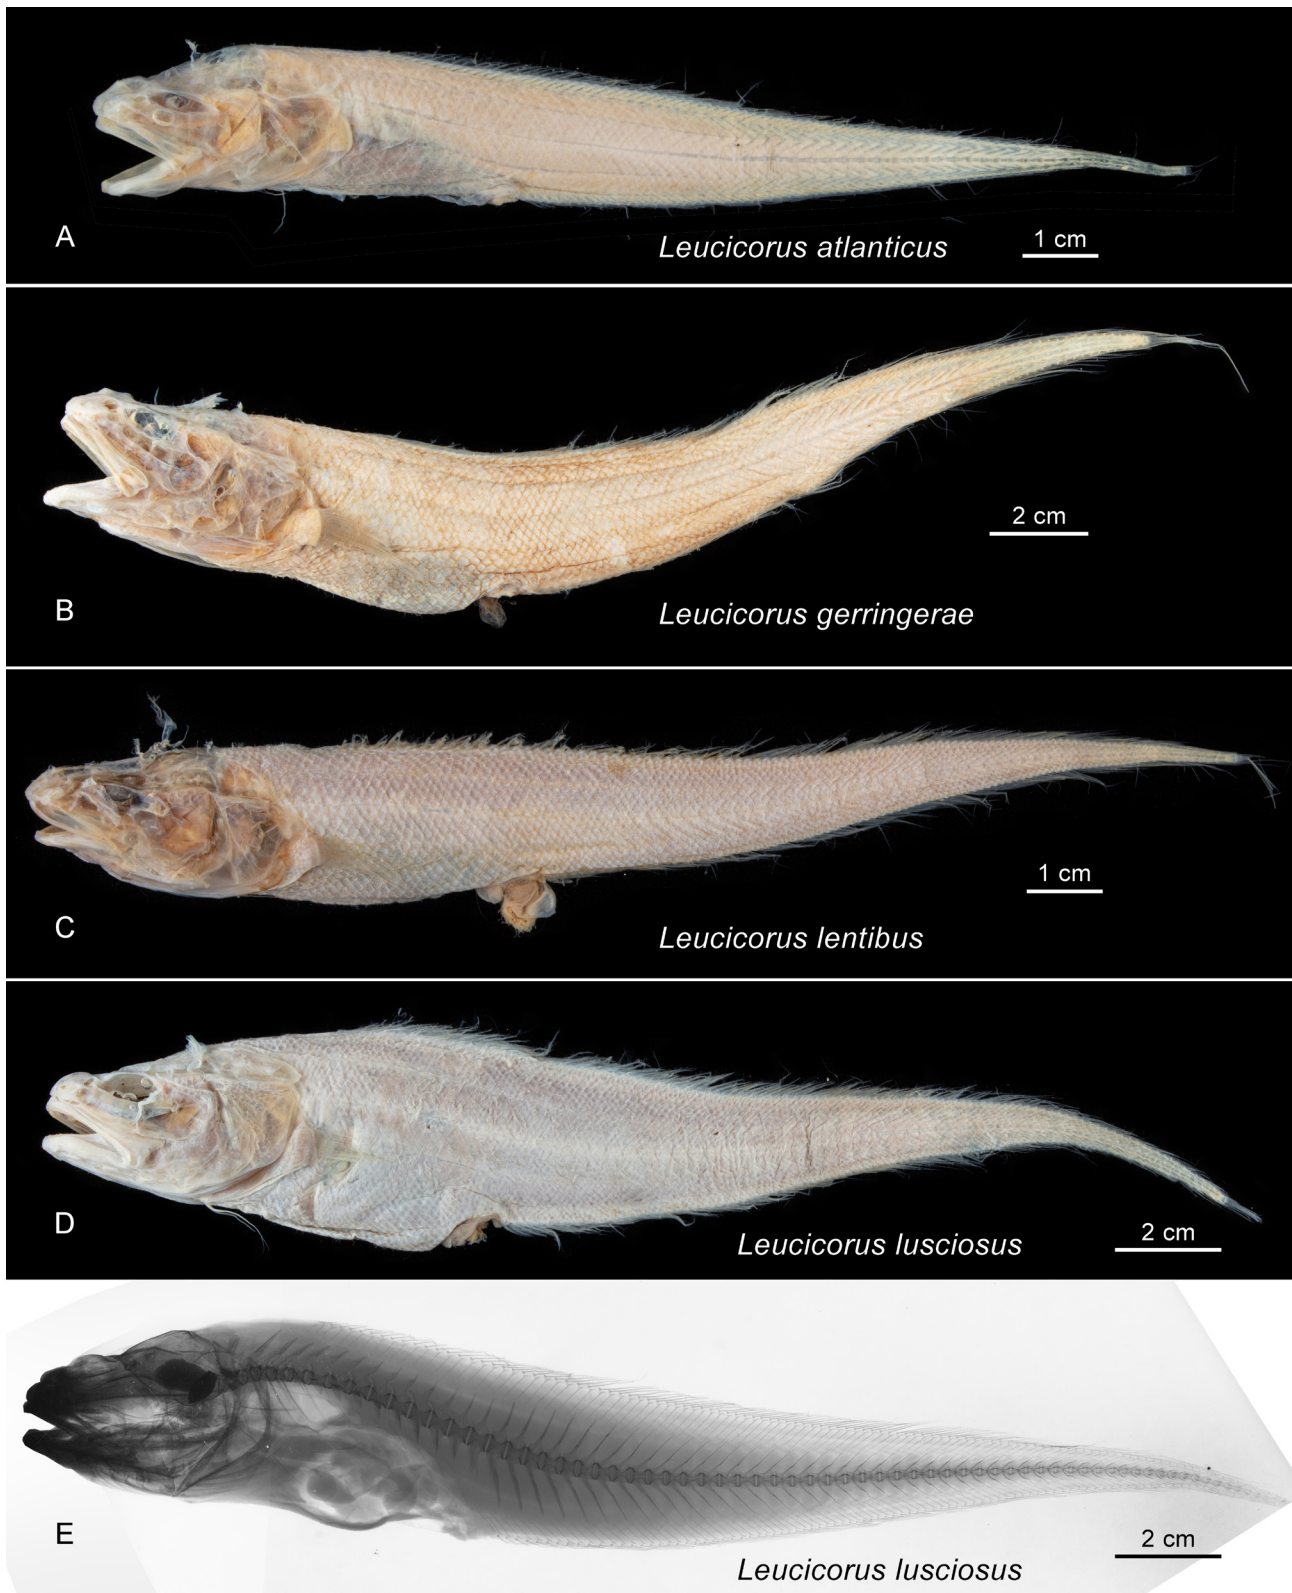 1 cm
A
Leucicorus atlanticus
2 cm
B
Leucicorus gerringerae
1 cm
C
Leucicorus lentibus
D
Leucicorus lusciosus
2 cm
E
Leucicorus lusciosus
2 cm